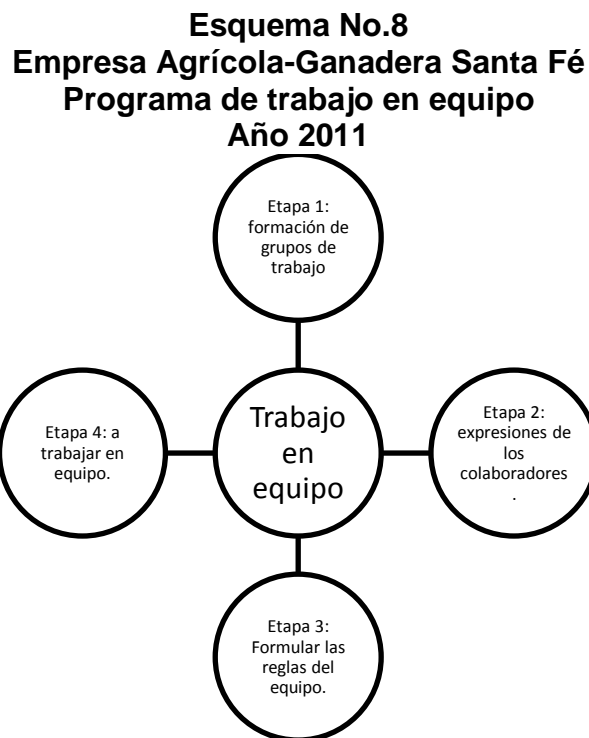 Esquema No.8
Empresa Agrícola-Ganadera Santa Fé
Programa de trabajo en equipo
Año 2011
Etapa 1:
formación de
grupos de
trabajo
Etapa 4: a
trabajar en
equipo.
Trabajo
en
equipo
Etapa 2:
expresiones de
los
colaboradores
.
Etapa 3:
Formular las
reglas del
equipo.